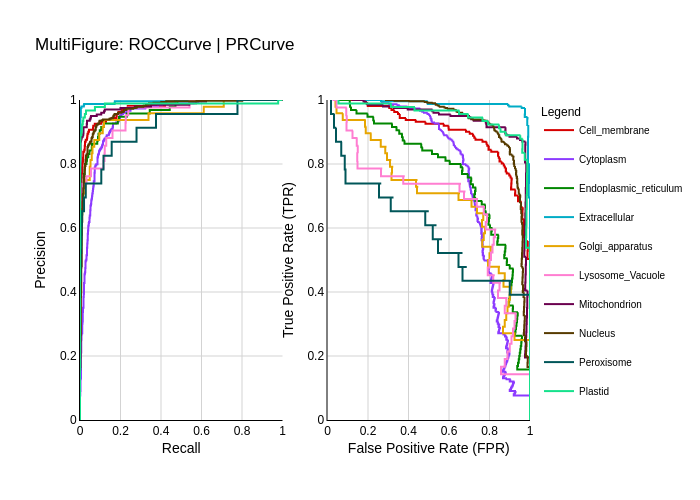 MultiFigure: ROCCurve | PRCurve
Precision
1
0.8
0.6
0.4
0.2
0
0 0.2 0.4 0.6 0.8 1
Recall
True Positive Rate (TPR)
1
0.8
0.6
0.4
0.2
0
0 0.2 0.4 0.6 0.8 1
False Positive Rate (FPR)
Legend
Cell_membrane
Cytoplasm
Endoplasmic_reticulum
Extracellular
Golgi_apparatus
Lysosome_Vacuole
Mitochondrion
Nucleus
Peroxisome
Plastid